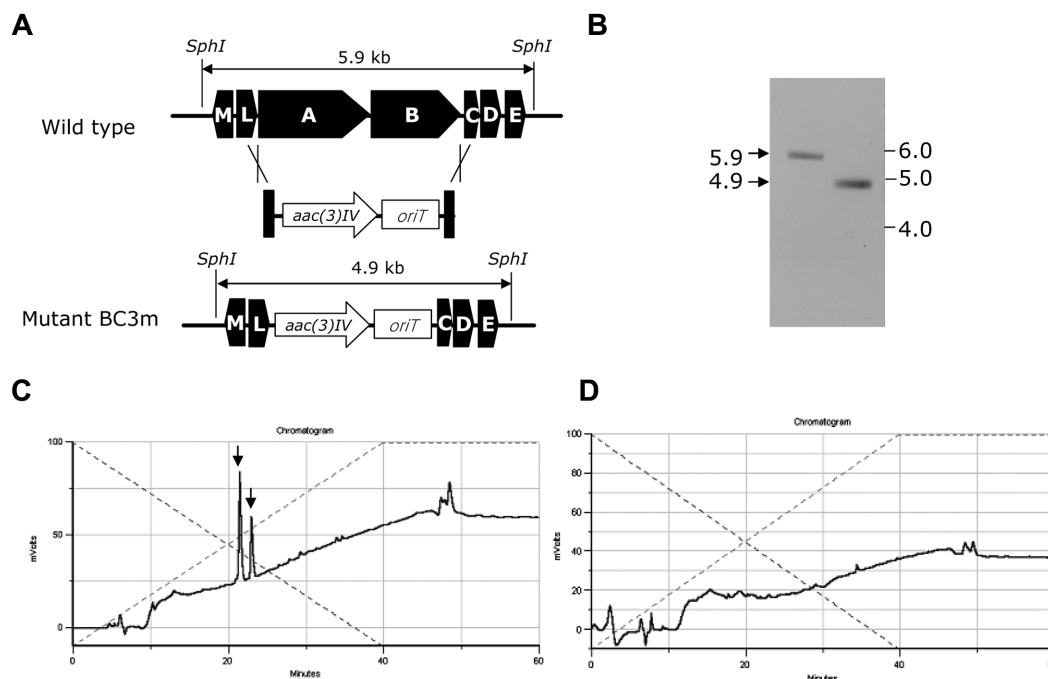 A
SphI
5.9 kb
SphI
Wild type
M L A B C D E
aac(3)IV oriT
SphI
4.9 kb
SphI
Mutant BC3m
M L aac(3)IV oriT C D E
B
5.9
4.9
6.0
5.0
4.0
C
Chromatogram
100
50
0
mVolts
0 20 40 60
Minutes
D
Chromatogram
100
80
60
40
20
0
mVolts
0 20 40
Minutes